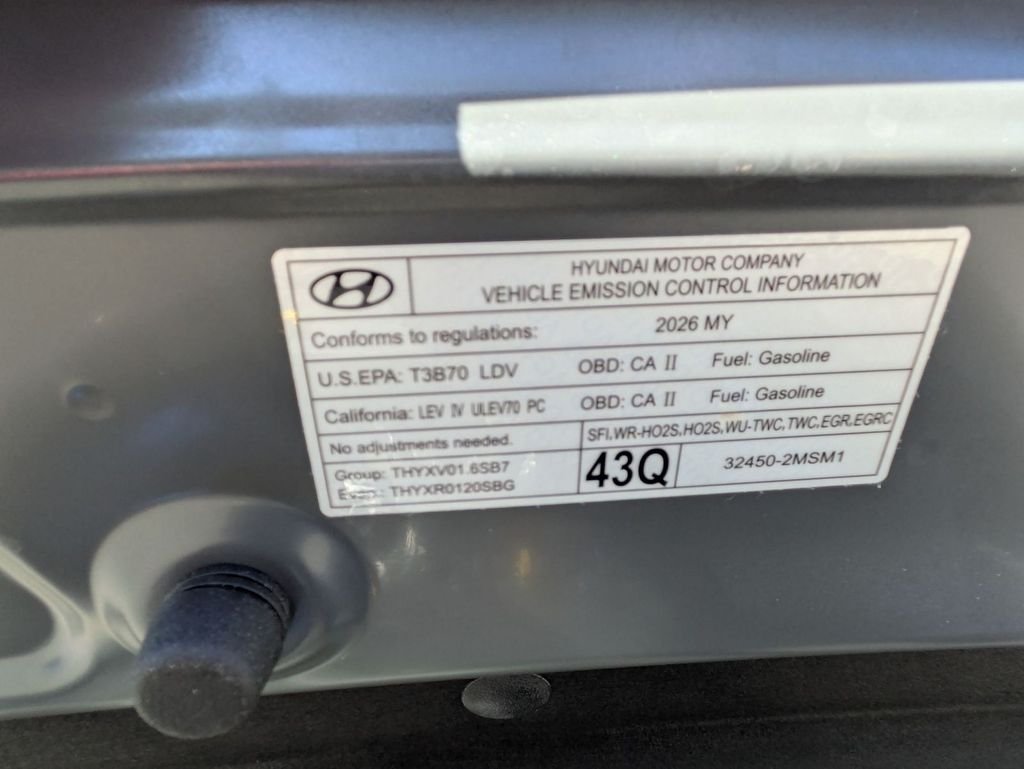 HYUNDAI MOTOR COMPANY
VEHICLE EMISSION CONTROL INFORMATION
Conforms to regulations: 2026 MY
U.S.EPA: T3B70 LDV OBD: CA II Fuel: Gasoline
California: LEV IV ULEV70 PC OBD: CA II Fuel: Gasoline
No adjustments needed. SFI,WR-HO2S,HO2S,WU-TWC,TWC,EGR,EGRC
Group: THYXV01.6SB7
Evap.: THYXR0120SBG
43Q 32450-2MSM1